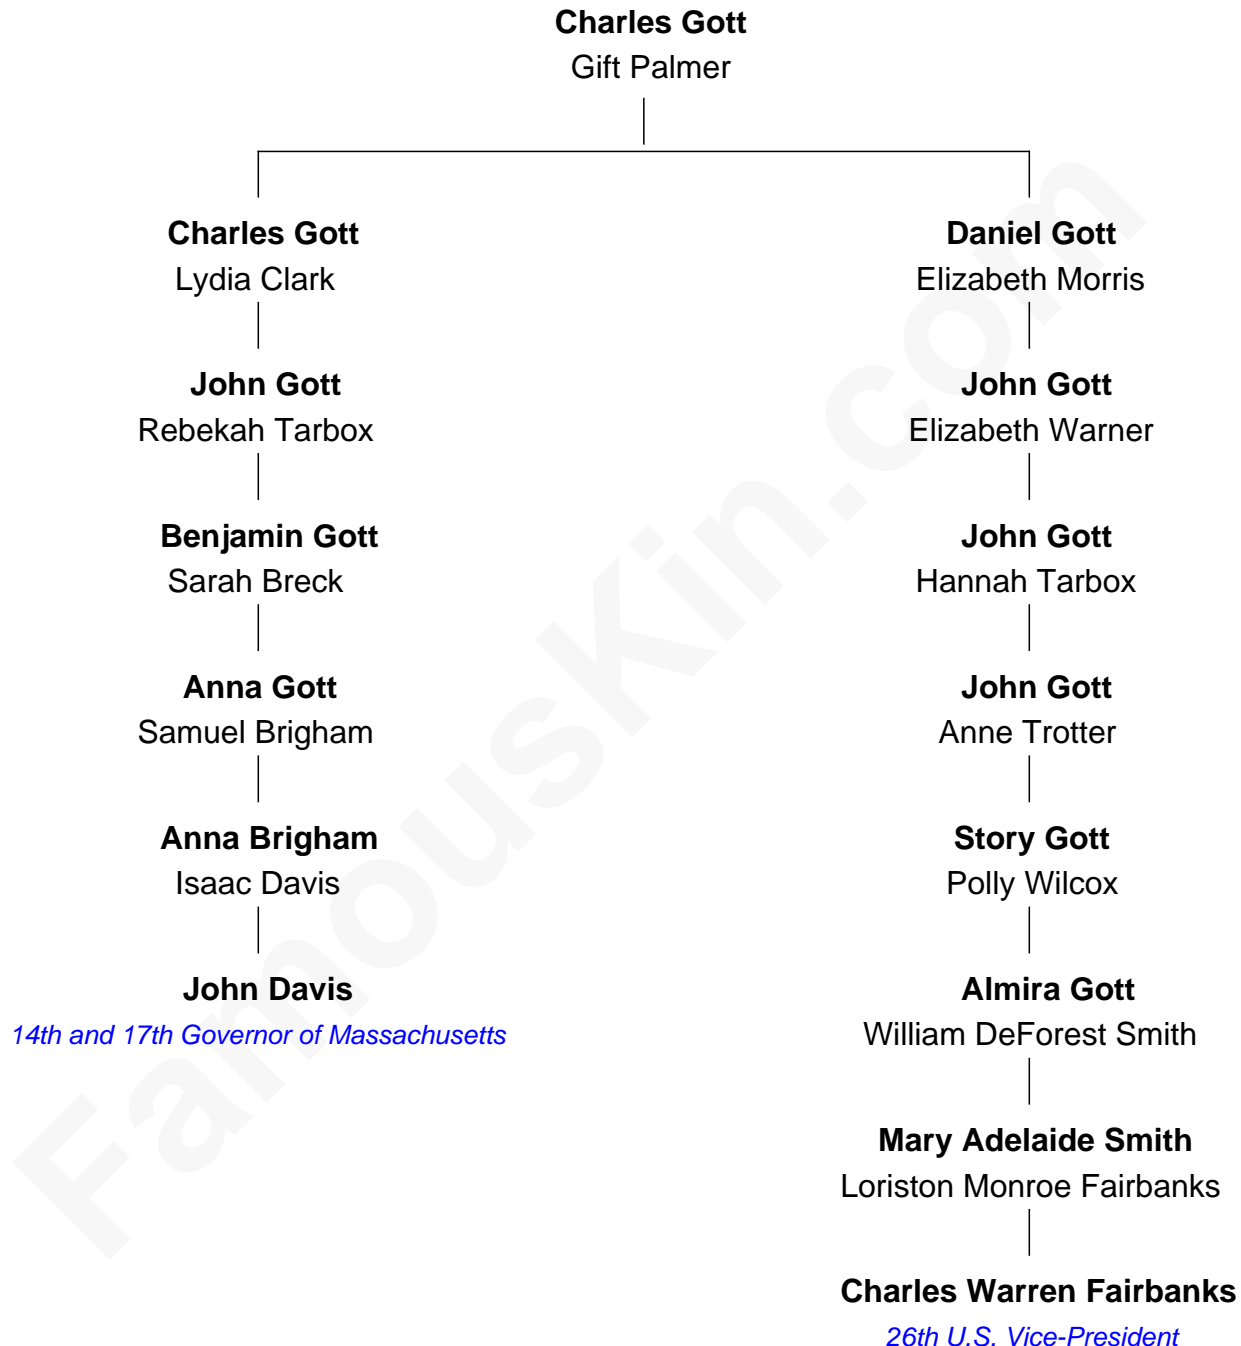 Charles Gott
Gift Palmer
Charles Gott
Lydia Clark
Daniel Gott
Elizabeth Morris
John Gott
Rebekah Tarbox
John Gott
Elizabeth Warner
Benjamin Gott
Sarah Breck
John Gott
Hannah Tarbox
Anna Gott
Samuel Brigham
John Gott
Anne Trotter
Anna Brigham
Isaac Davis
Story Gott
Polly Wilcox
John Davis
14th and 17th Governor of Massachusetts
Almira Gott
William DeForest Smith
Mary Adelaide Smith
Loriston Monroe Fairbanks
Charles Warren Fairbanks
26th U.S. Vice-President
FamousKin.com